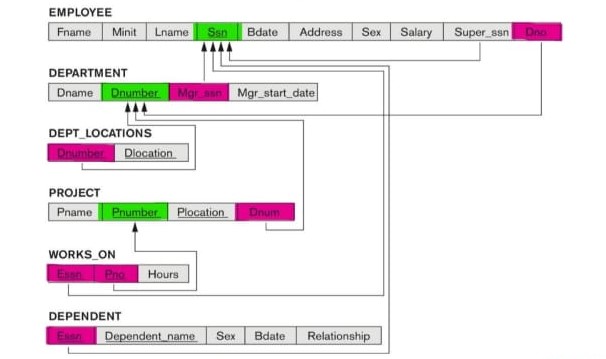 EMPLOYEE
Fname Minit Lname Ssn Bdate Address Sex Salary Super_ssn Dno
DEPARTMENT
Dname Dnumber Mgr_ssn Mgr_start_date
DEPT_LOCATIONS
Dnumber Dlocation
PROJECT
Pname Pnumber Plocation Dnum
WORKS_ON
Essn Pno Hours
DEPENDENT
Essn Dependent_name Sex Bdate Relationship